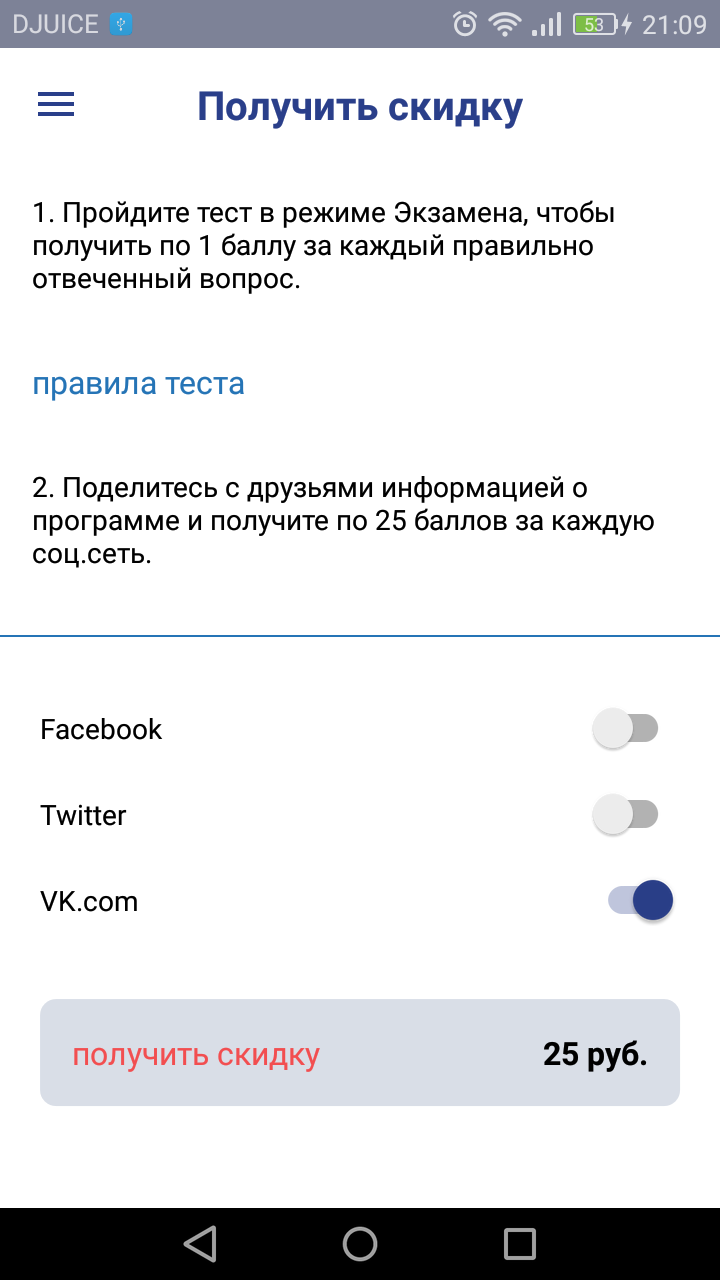 DJUICE
53
21:09
Получить скидку
1. Пройдите тест в режиме Экзамена, чтобы
получить по 1 баллу за каждый правильно
отвеченный вопрос.
правила теста
2. Поделитесь с друзьями информацией о
программе и получите по 25 баллов за каждую
соц.сеть.
Facebook
Twitter
VK.com
получить скидку 25 руб.